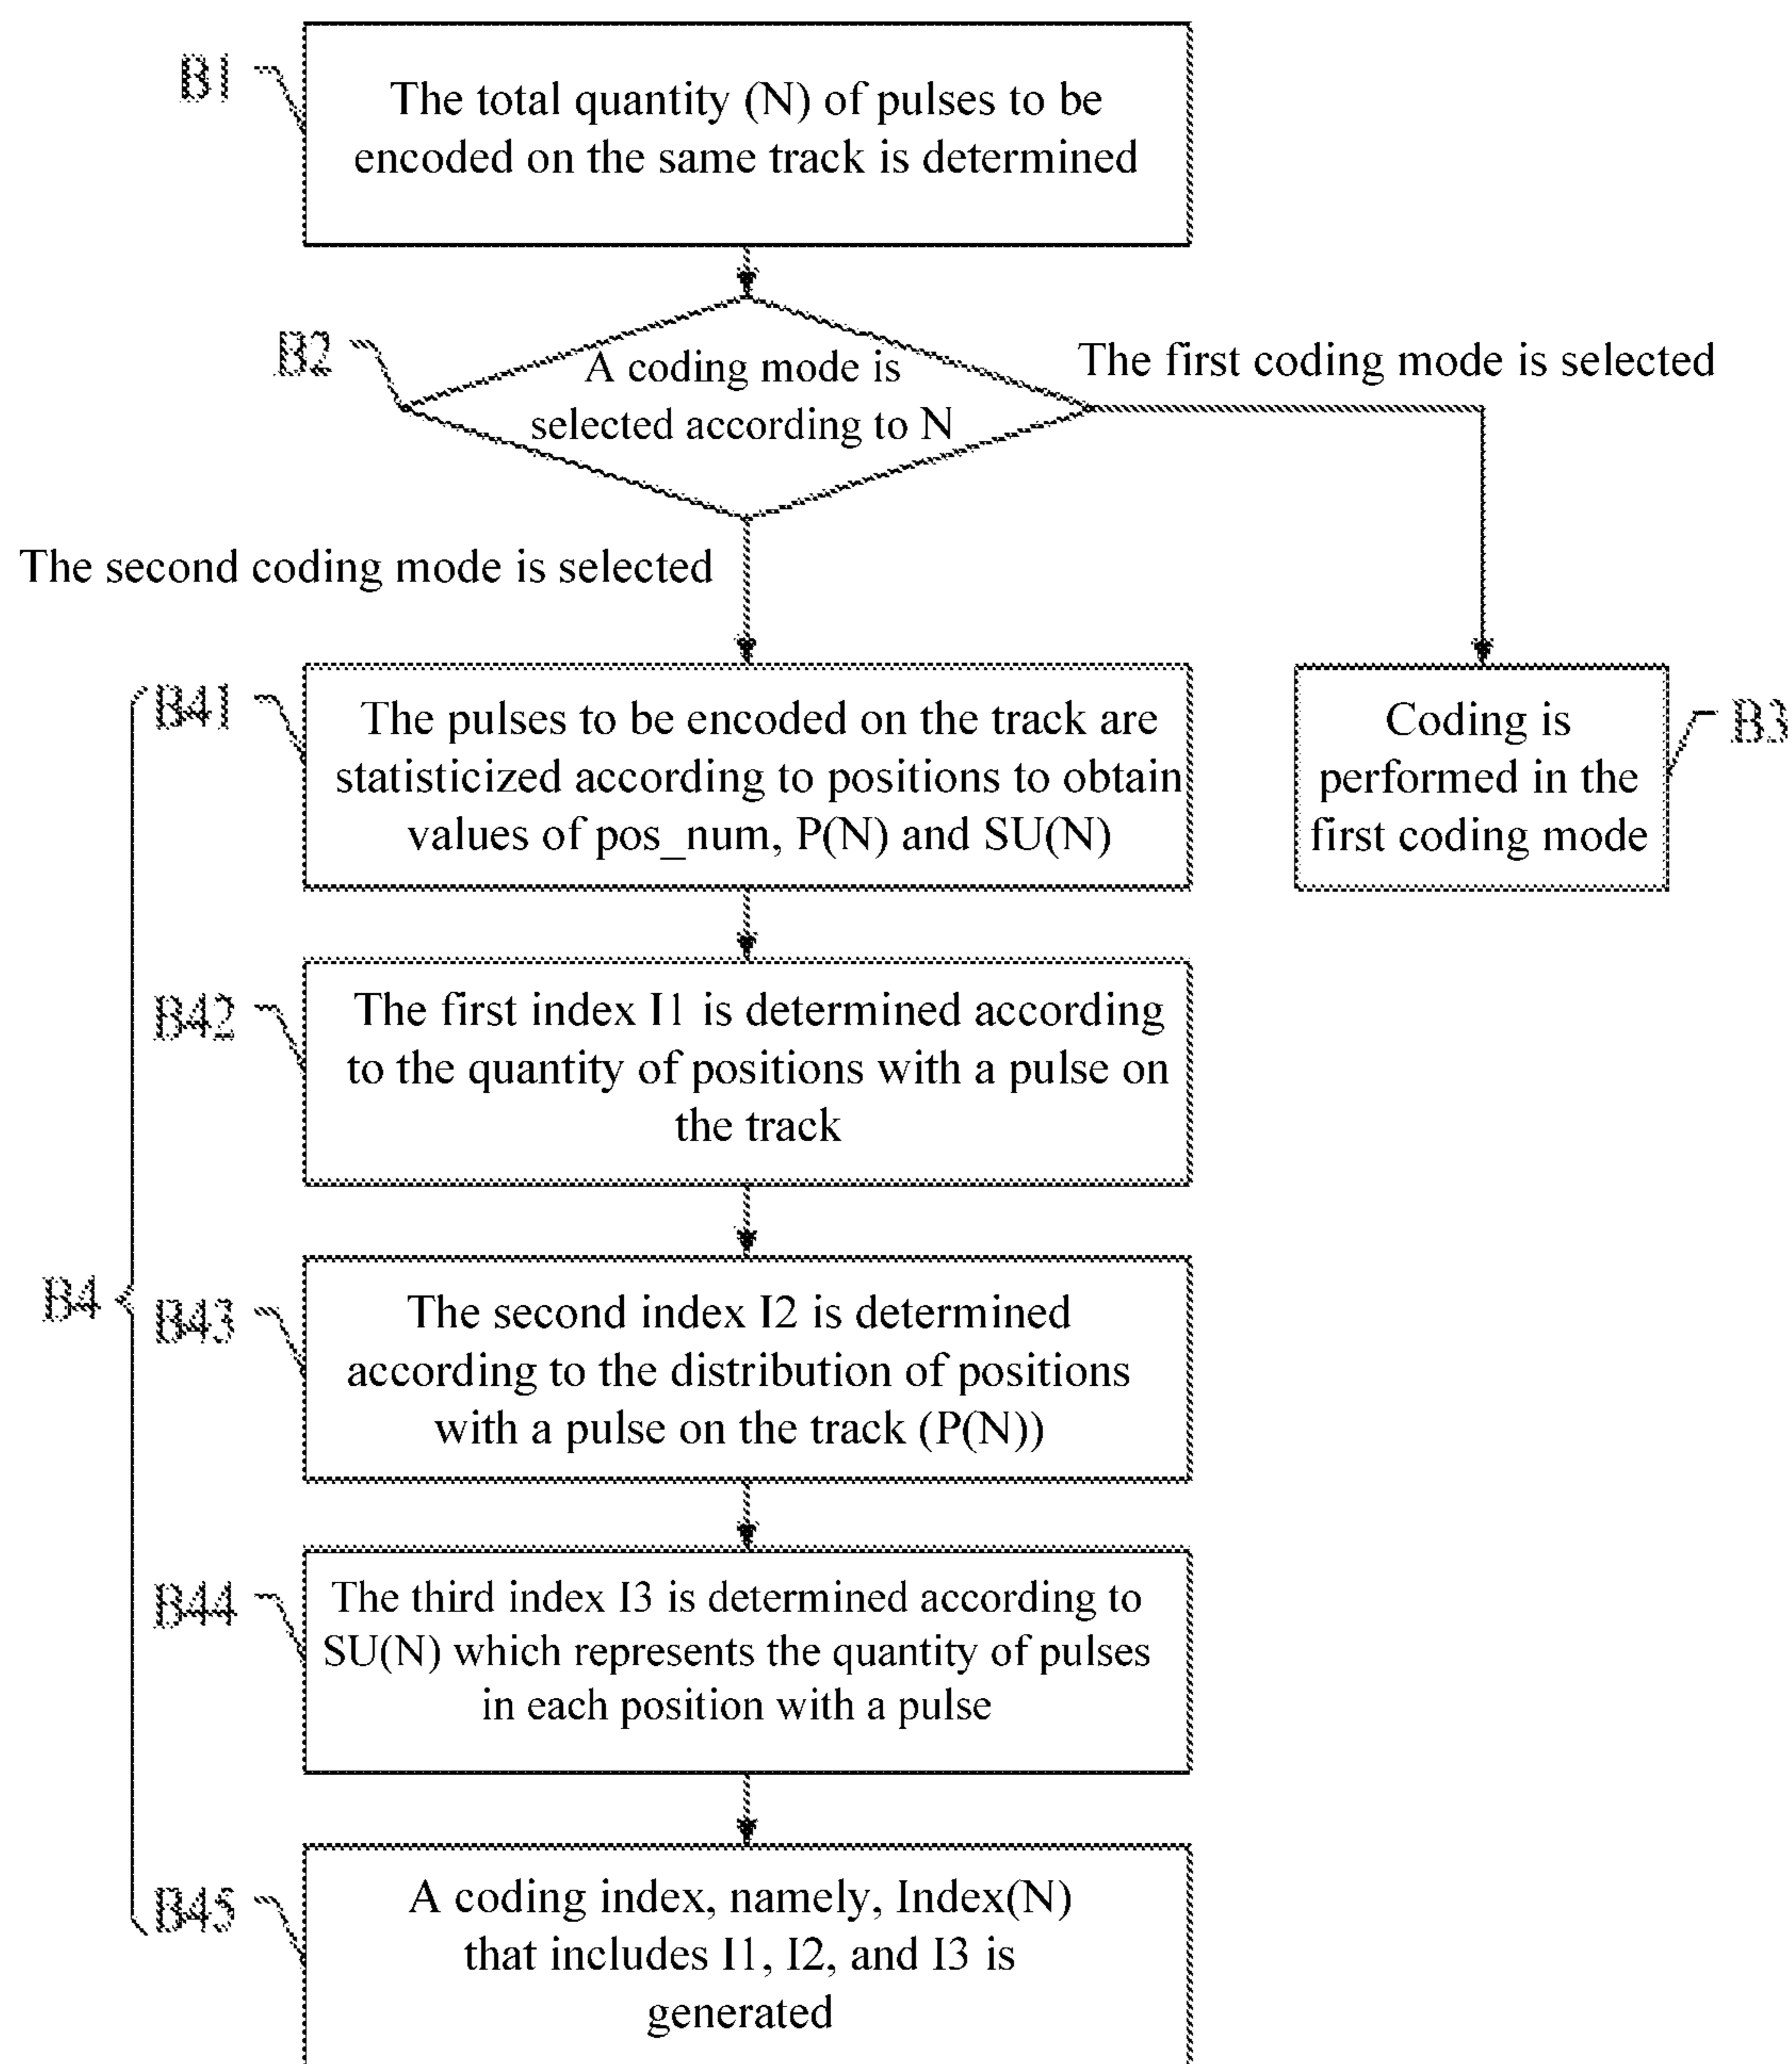 B1
The total quantity (N) of pulses to be
encoded on the same track is determined
B2
A coding mode is
selected according to N
The first coding mode is selected
The second coding mode is selected
B41
The pulses to be encoded on the track are
statisticized according to positions to obtain
values of pos_num, P(N) and SU(N)
Coding is
performed in the
first coding mode
B3
B42
The first index I1 is determined according
to the quantity of positions with a pulse on
the track
B4
B43
The second index I2 is determined
according to the distribution of positions
with a pulse on the track (P(N))
B44
The third index I3 is determined according to
SU(N) which represents the quantity of pulses
in each position with a pulse
B45
A coding index, namely, Index(N)
that includes I1, I2, and I3 is
generated